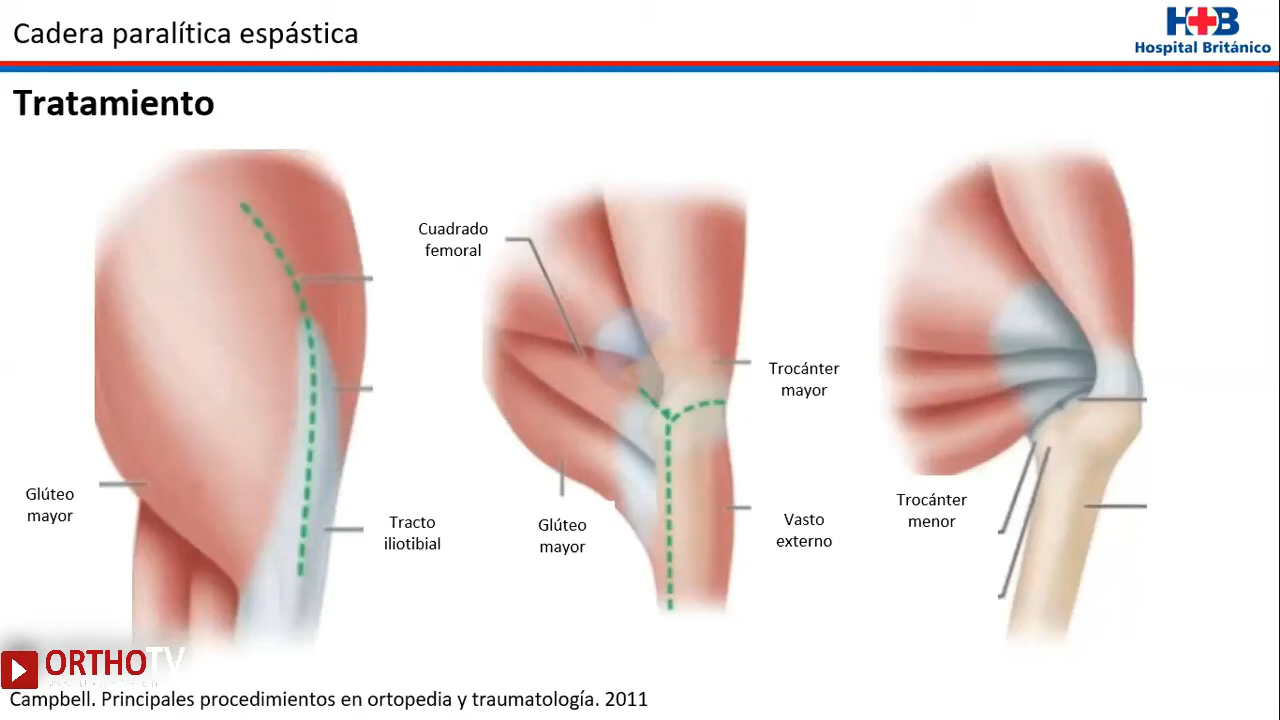 Cadera paralítica espástica
HB
Hospital Británico
Tratamiento
Cuadrado
femoral
Trocánter
mayor
Glúteo
mayor
Tracto
iliotibial
Glúteo
mayor
Vasto
externo
Trocánter
menor
ORTHOTV
Campbell. Principales procedimientos en ortopedia y traumatología. 2011